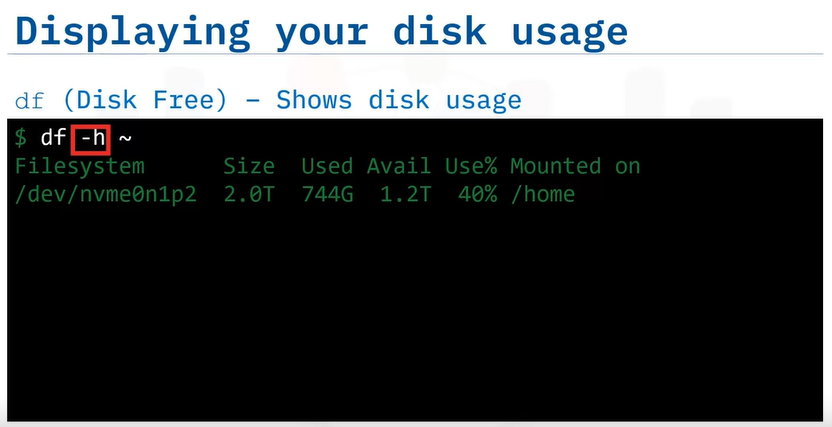 Displaying your disk usage
df (Disk Free) – Shows disk usage
$ df -h ~
Filesystem      Size  Used Avail Use% Mounted on
/dev/nvme0n1p2  2.0T  744G  1.2T  40% /home